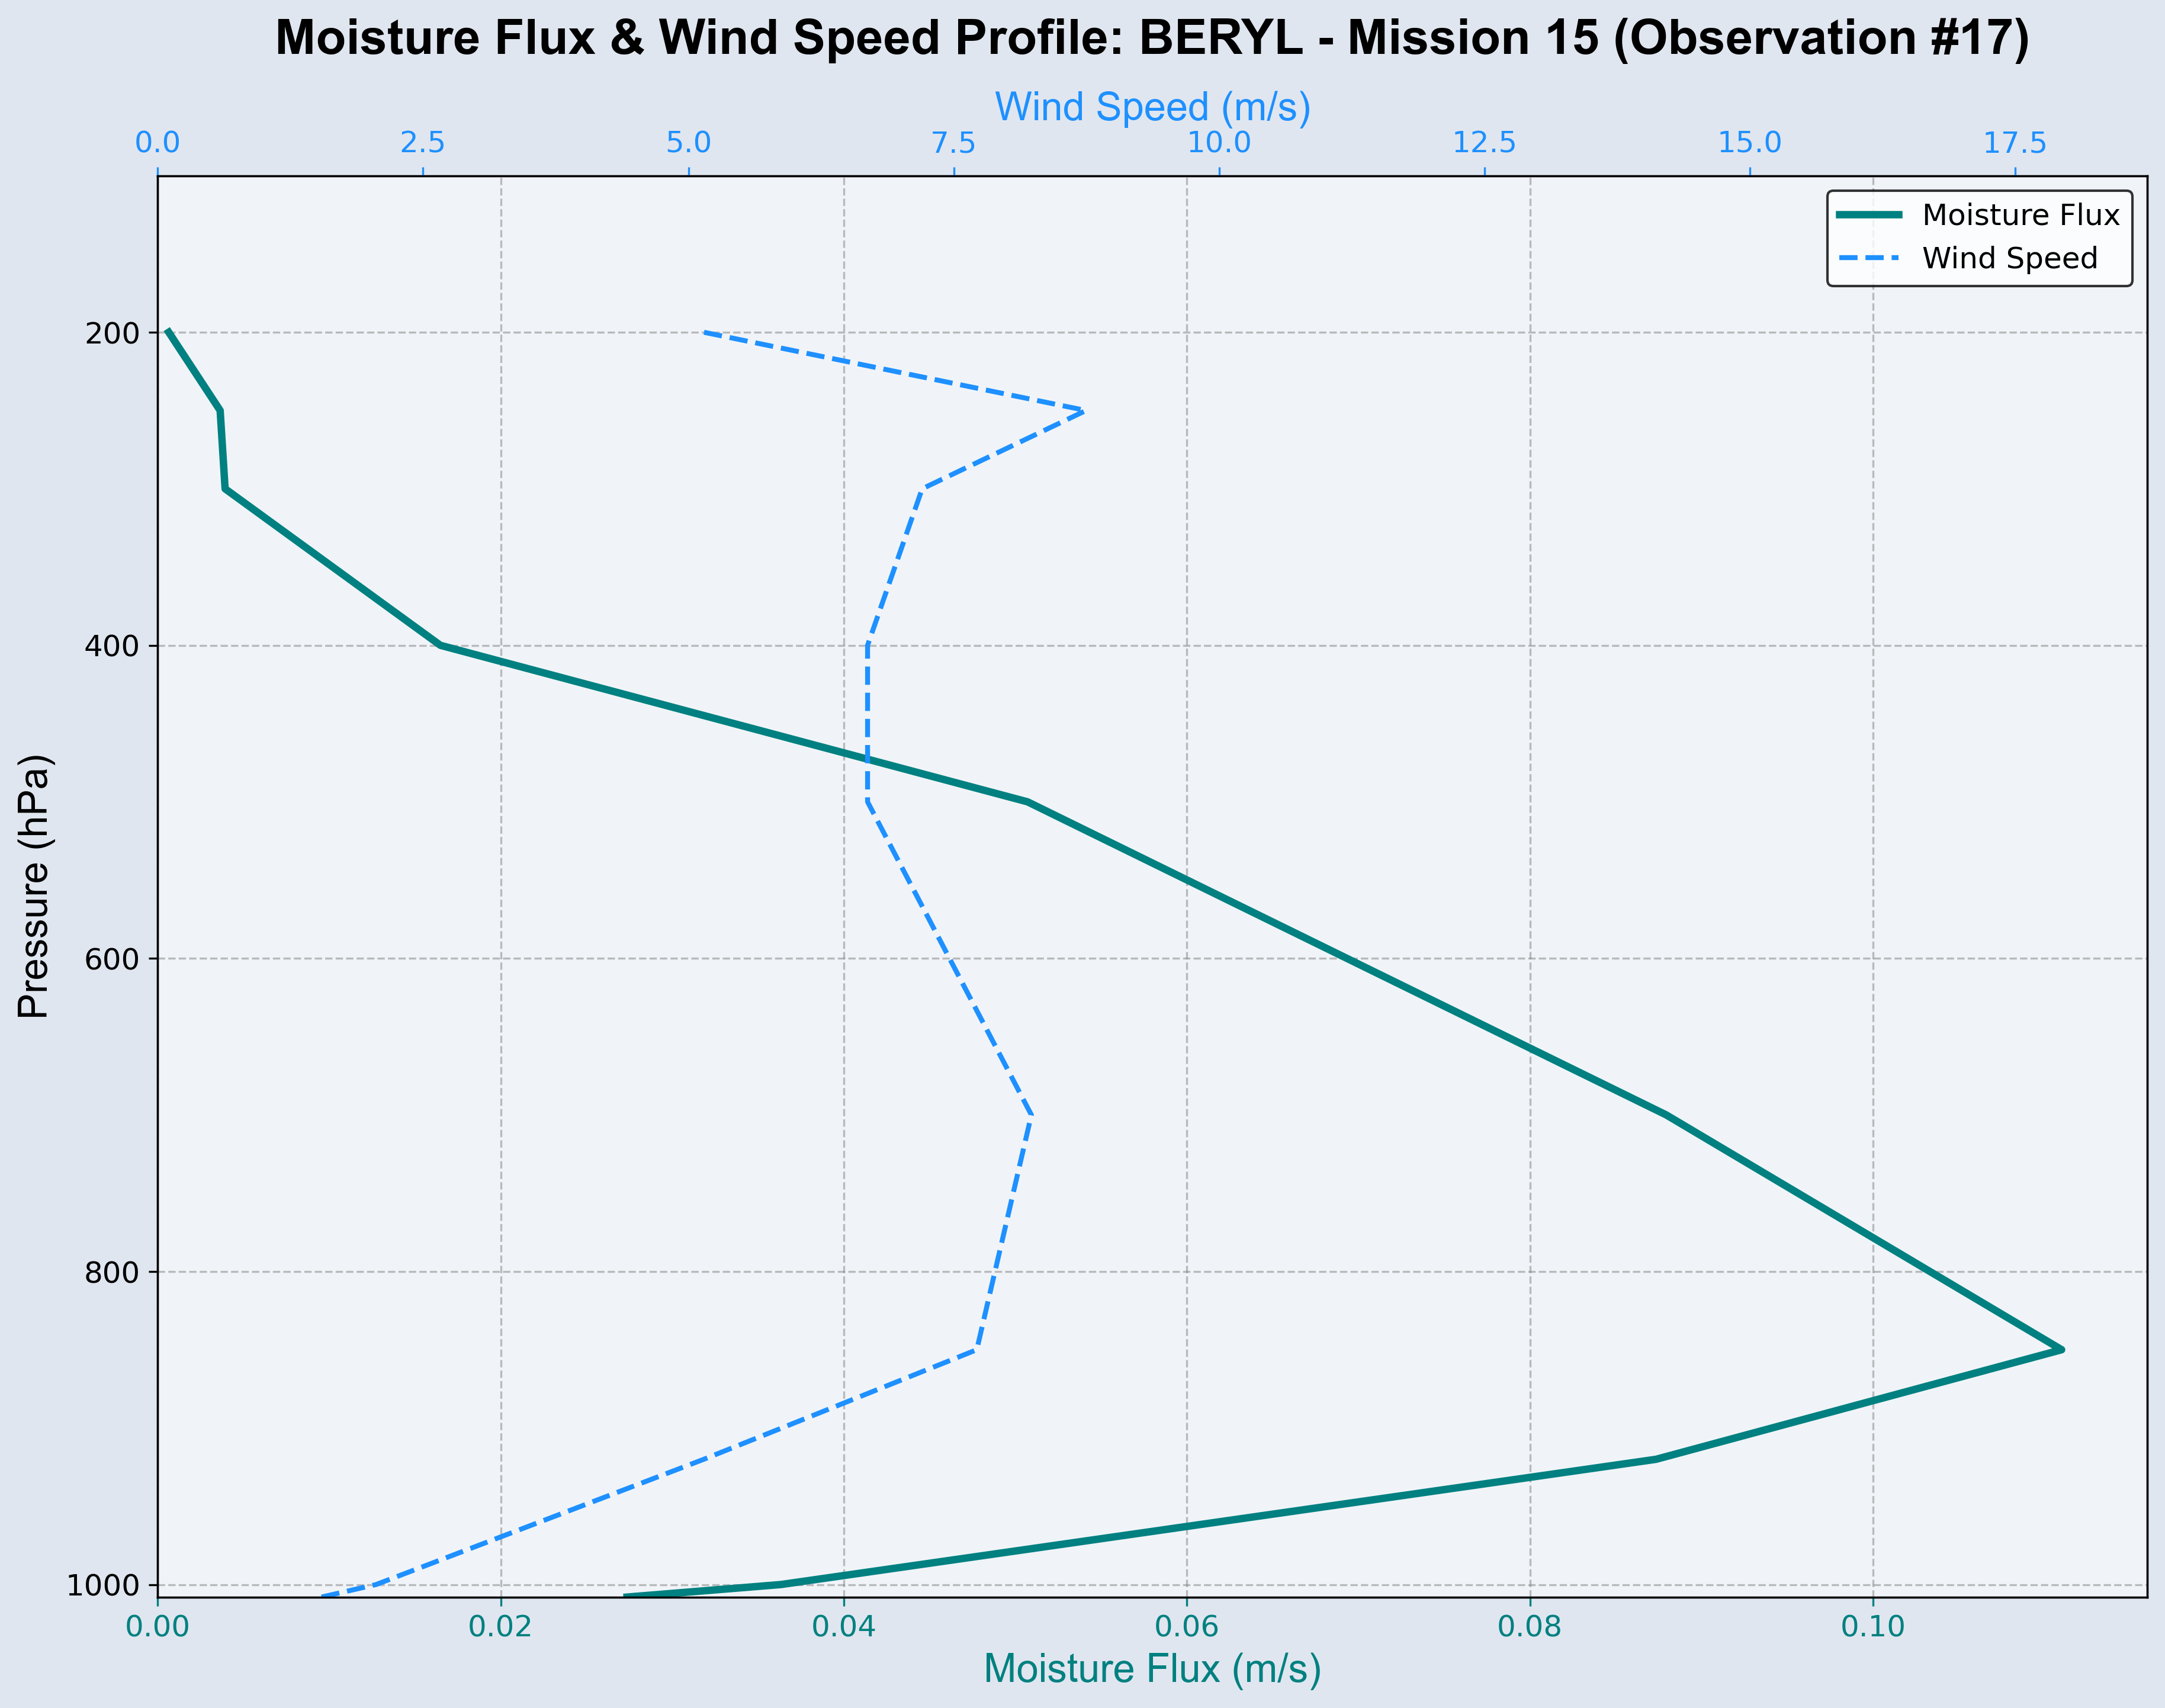 Moisture Flux & Wind Speed Profile: BERYL - Mission 15 (Observation #17)
Wind Speed (m/s)
0.0 2.5 5.0 7.5 10.0 12.5 15.0 17.5
Moisture Flux
Wind Speed
200
400
600
800
1000
Pressure (hPa)
0.00 0.02 0.04 0.06 0.08 0.10
Moisture Flux (m/s)